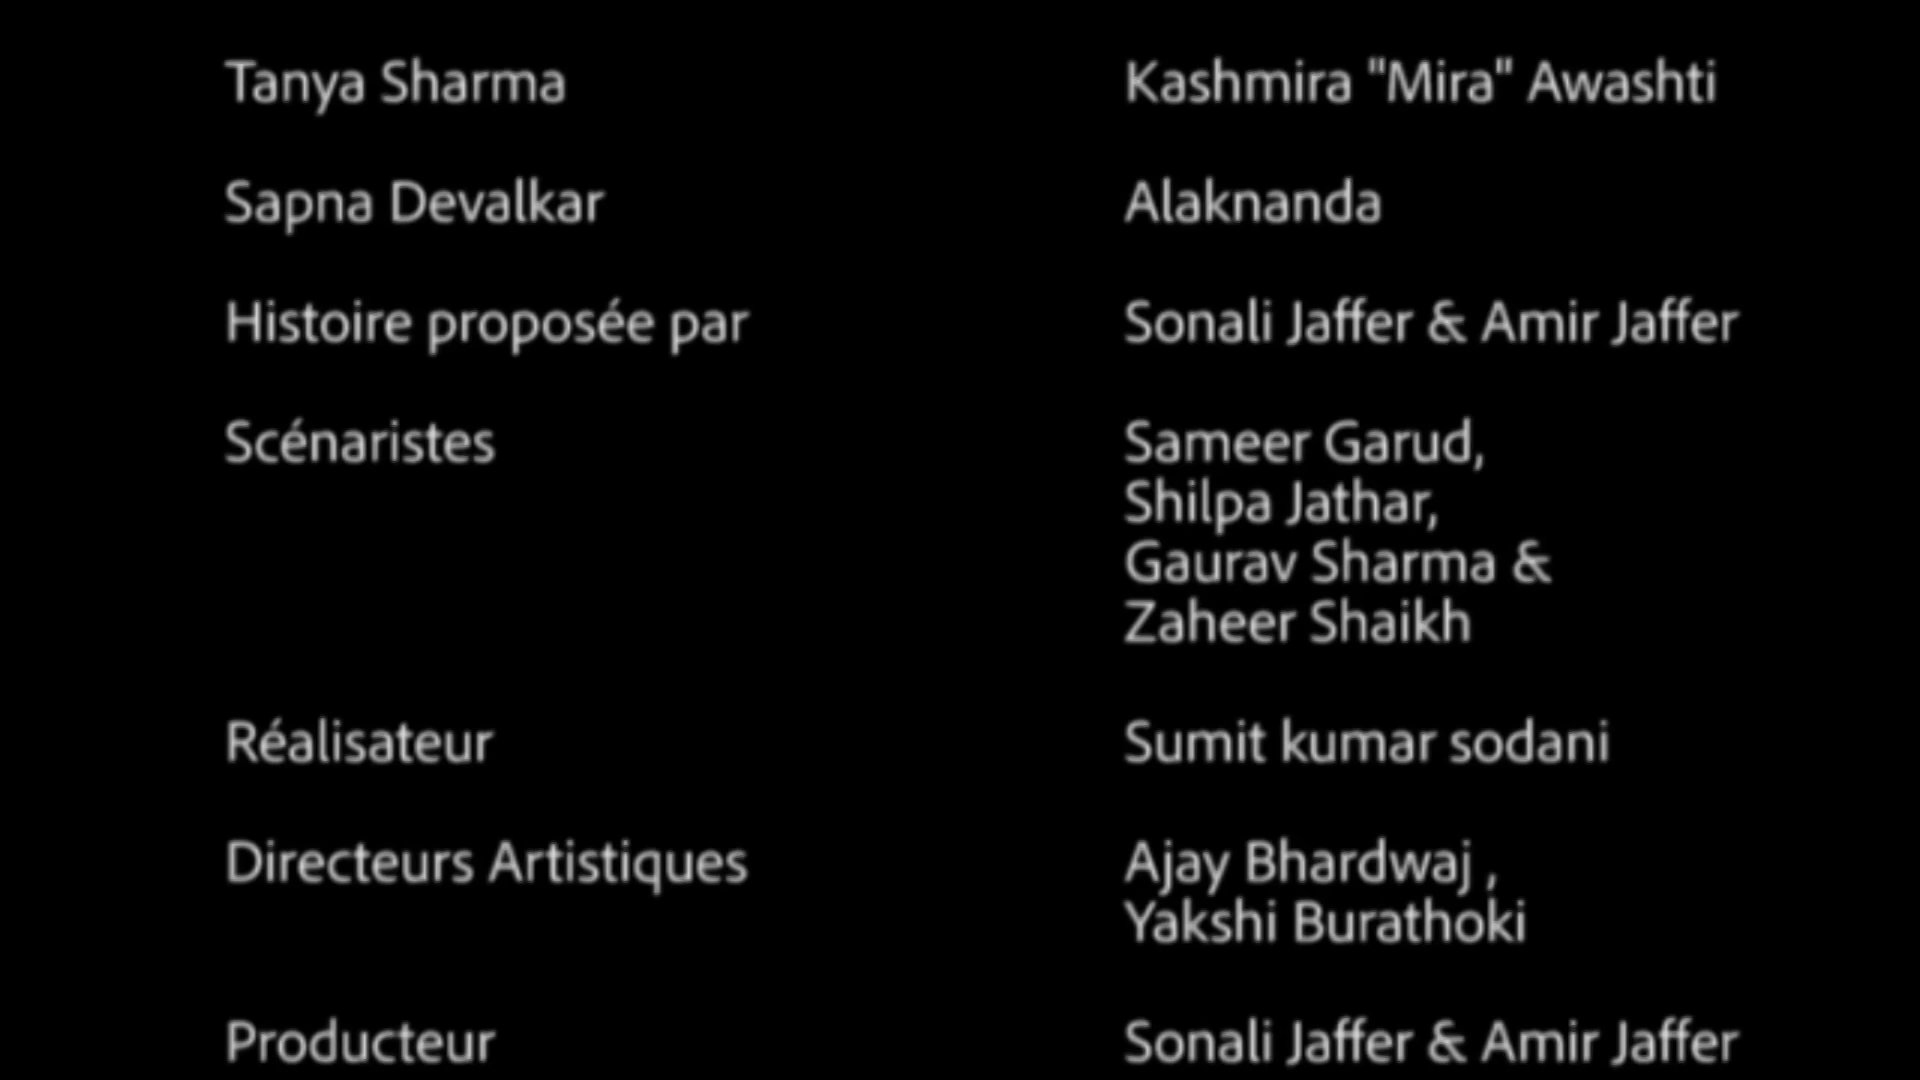 Tanya Sharma Kashmira "Mira" Awashti
Sapna Devalkar Alaknanda
Histoire proposée par Sonali Jaffer & Amir Jaffer
Scénaristes Sameer Garud,
Shilpa Jathar,
Gaurav Sharma &
Zaheer Shaikh
Réalisateur Sumit kumar sodani
Directeurs Artistiques Ajay Bhardwaj ,
Yakshi Burathoki
Producteur Sonali Jaffer & Amir Jaffer